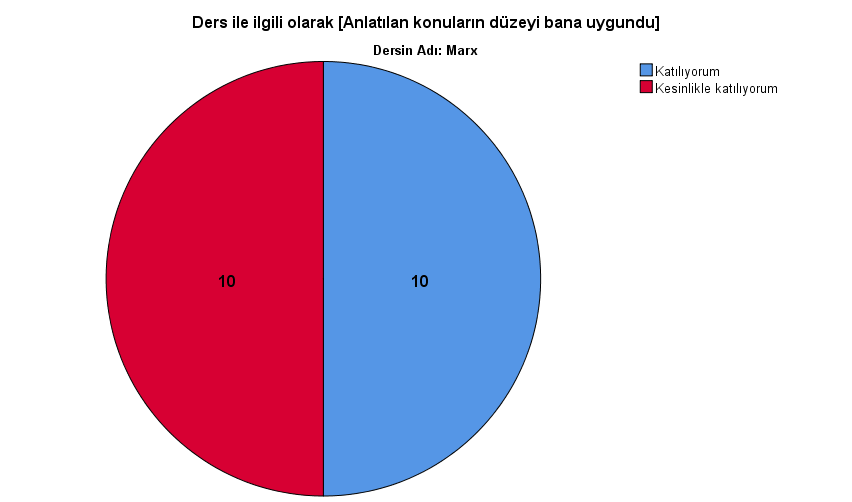 Ders ile ilgili olarak [Anlatılan konuların düzeyi bana uygundu]
Dersin Adı: Marx
Katılıyorum
Kesinlikle katılıyorum
10
10